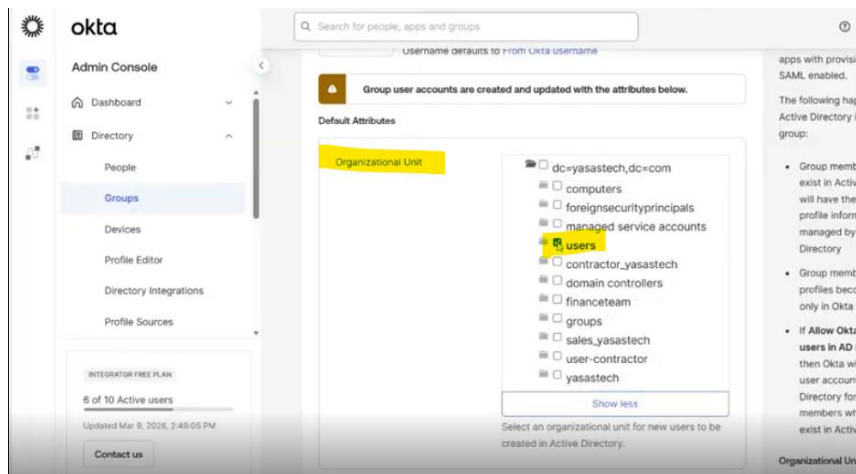 okta
Search for people, apps and groups
Admin Console
Dashboard
Directory
People
Groups
Devices
Profile Editor
Directory Integrations
Profile Sources
INTEGRATOR FREE PLAN
6 of 10 Active users
Updated Mar 9, 2026, 2:49:05 PM
Contact us
Username defaults to From Okta username
Group user accounts are created and updated with the attributes below.
Default Attributes
Organizational Unit
dc=yasastech,dc=com
computers
foreignsecurityprincipals
managed service accounts
users
contractor_yasastech
domain controllers
financeteam
groups
sales_yasastech
user-contractor
yasastech
Show less
Select an organizational unit for new users to be
created in Active Directory.
apps with provisi
SAML enabled.
The following hap
Active Directory i
group:
Group memb
exist in Activ
will have the
profile inform
managed by
Directory
Group memb
profiles beco
only in Okta
If Allow Okta
users in AD
then Okta wi
user accoun
Directory for
members wh
exist in Activ
Organizational Un